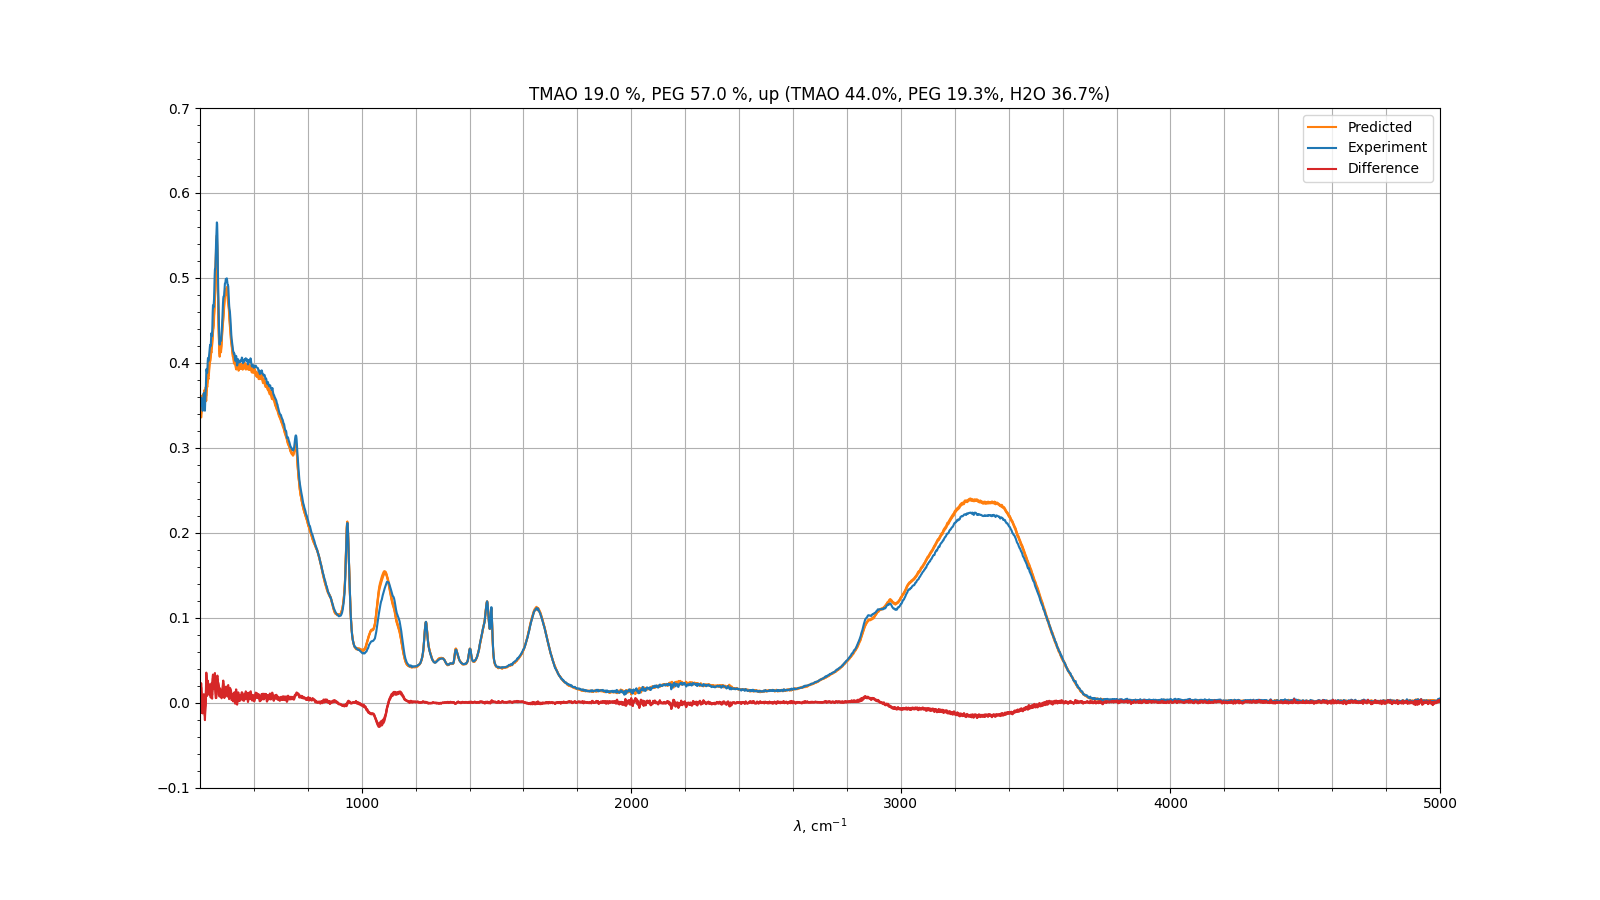 TMAO 19.0 %, PEG 57.0 %, up (TMAO 44.0%, PEG 19.3%, H2O 36.7%)
Predicted
Experiment
Difference
0.7
0.6
0.5
0.4
0.3
0.2
0.1
0.0
−0.1
1000 2000 3000 4000 5000
λ, cm⁻¹